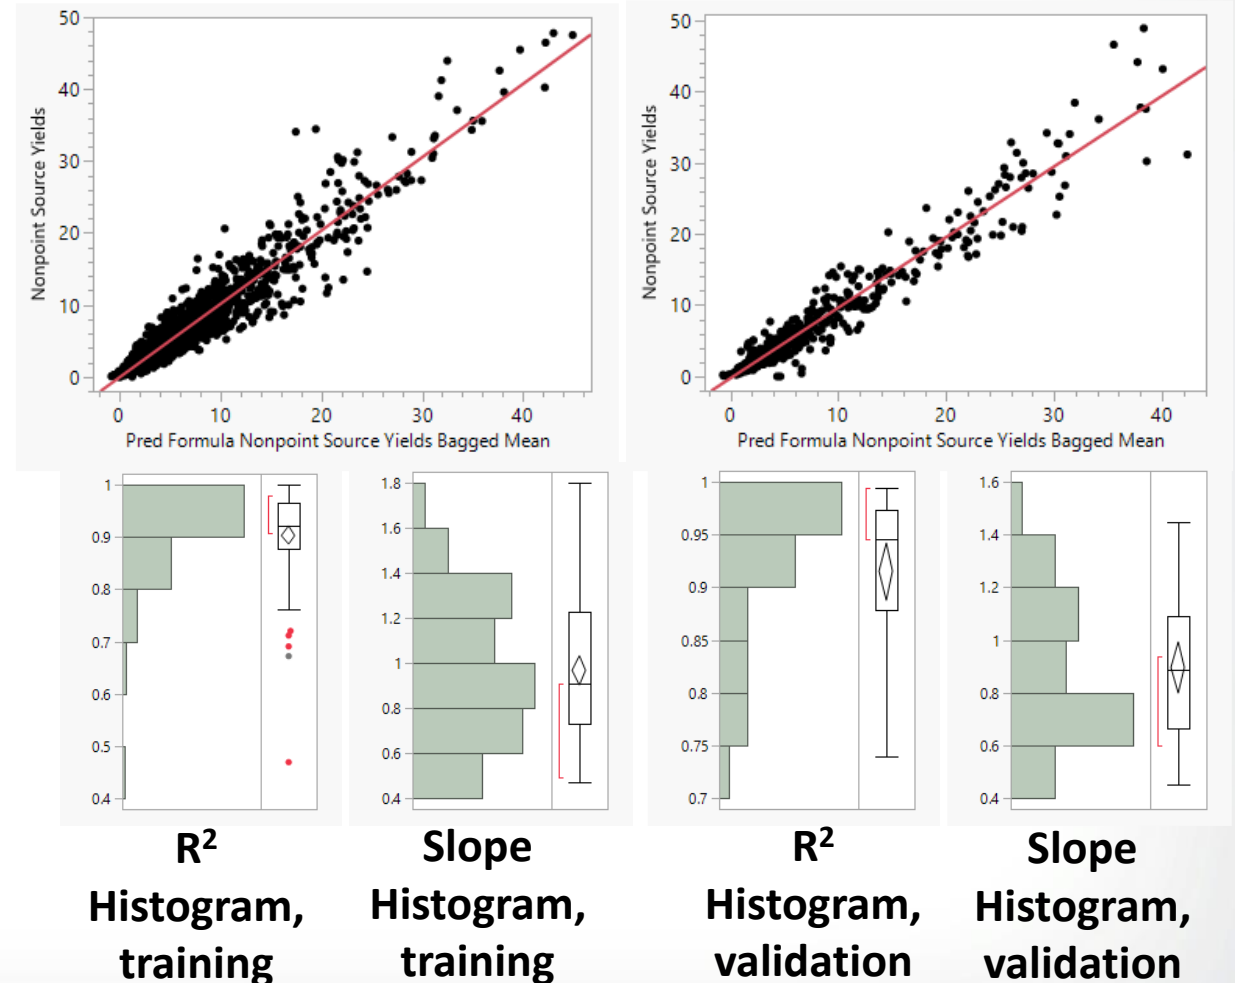 50
40
30
20
10
0
Nonpoint Source Yields
0 10 20 30 40
Pred Formula Nonpoint Source Yields Bagged Mean
50
40
30
20
10
0
Nonpoint Source Yields
0 10 20 30 40
Pred Formula Nonpoint Source Yields Bagged Mean
1
0.9
0.8
0.7
0.6
0.5
0.4
1.8
1.6
1.4
1.2
1
0.8
0.6
0.4
1
0.95
0.9
0.85
0.8
0.75
0.7
1.6
1.4
1.2
1
0.8
0.6
0.4
R²
Histogram,
training
Slope
Histogram,
training
R²
Histogram,
validation
Slope
Histogram,
validation